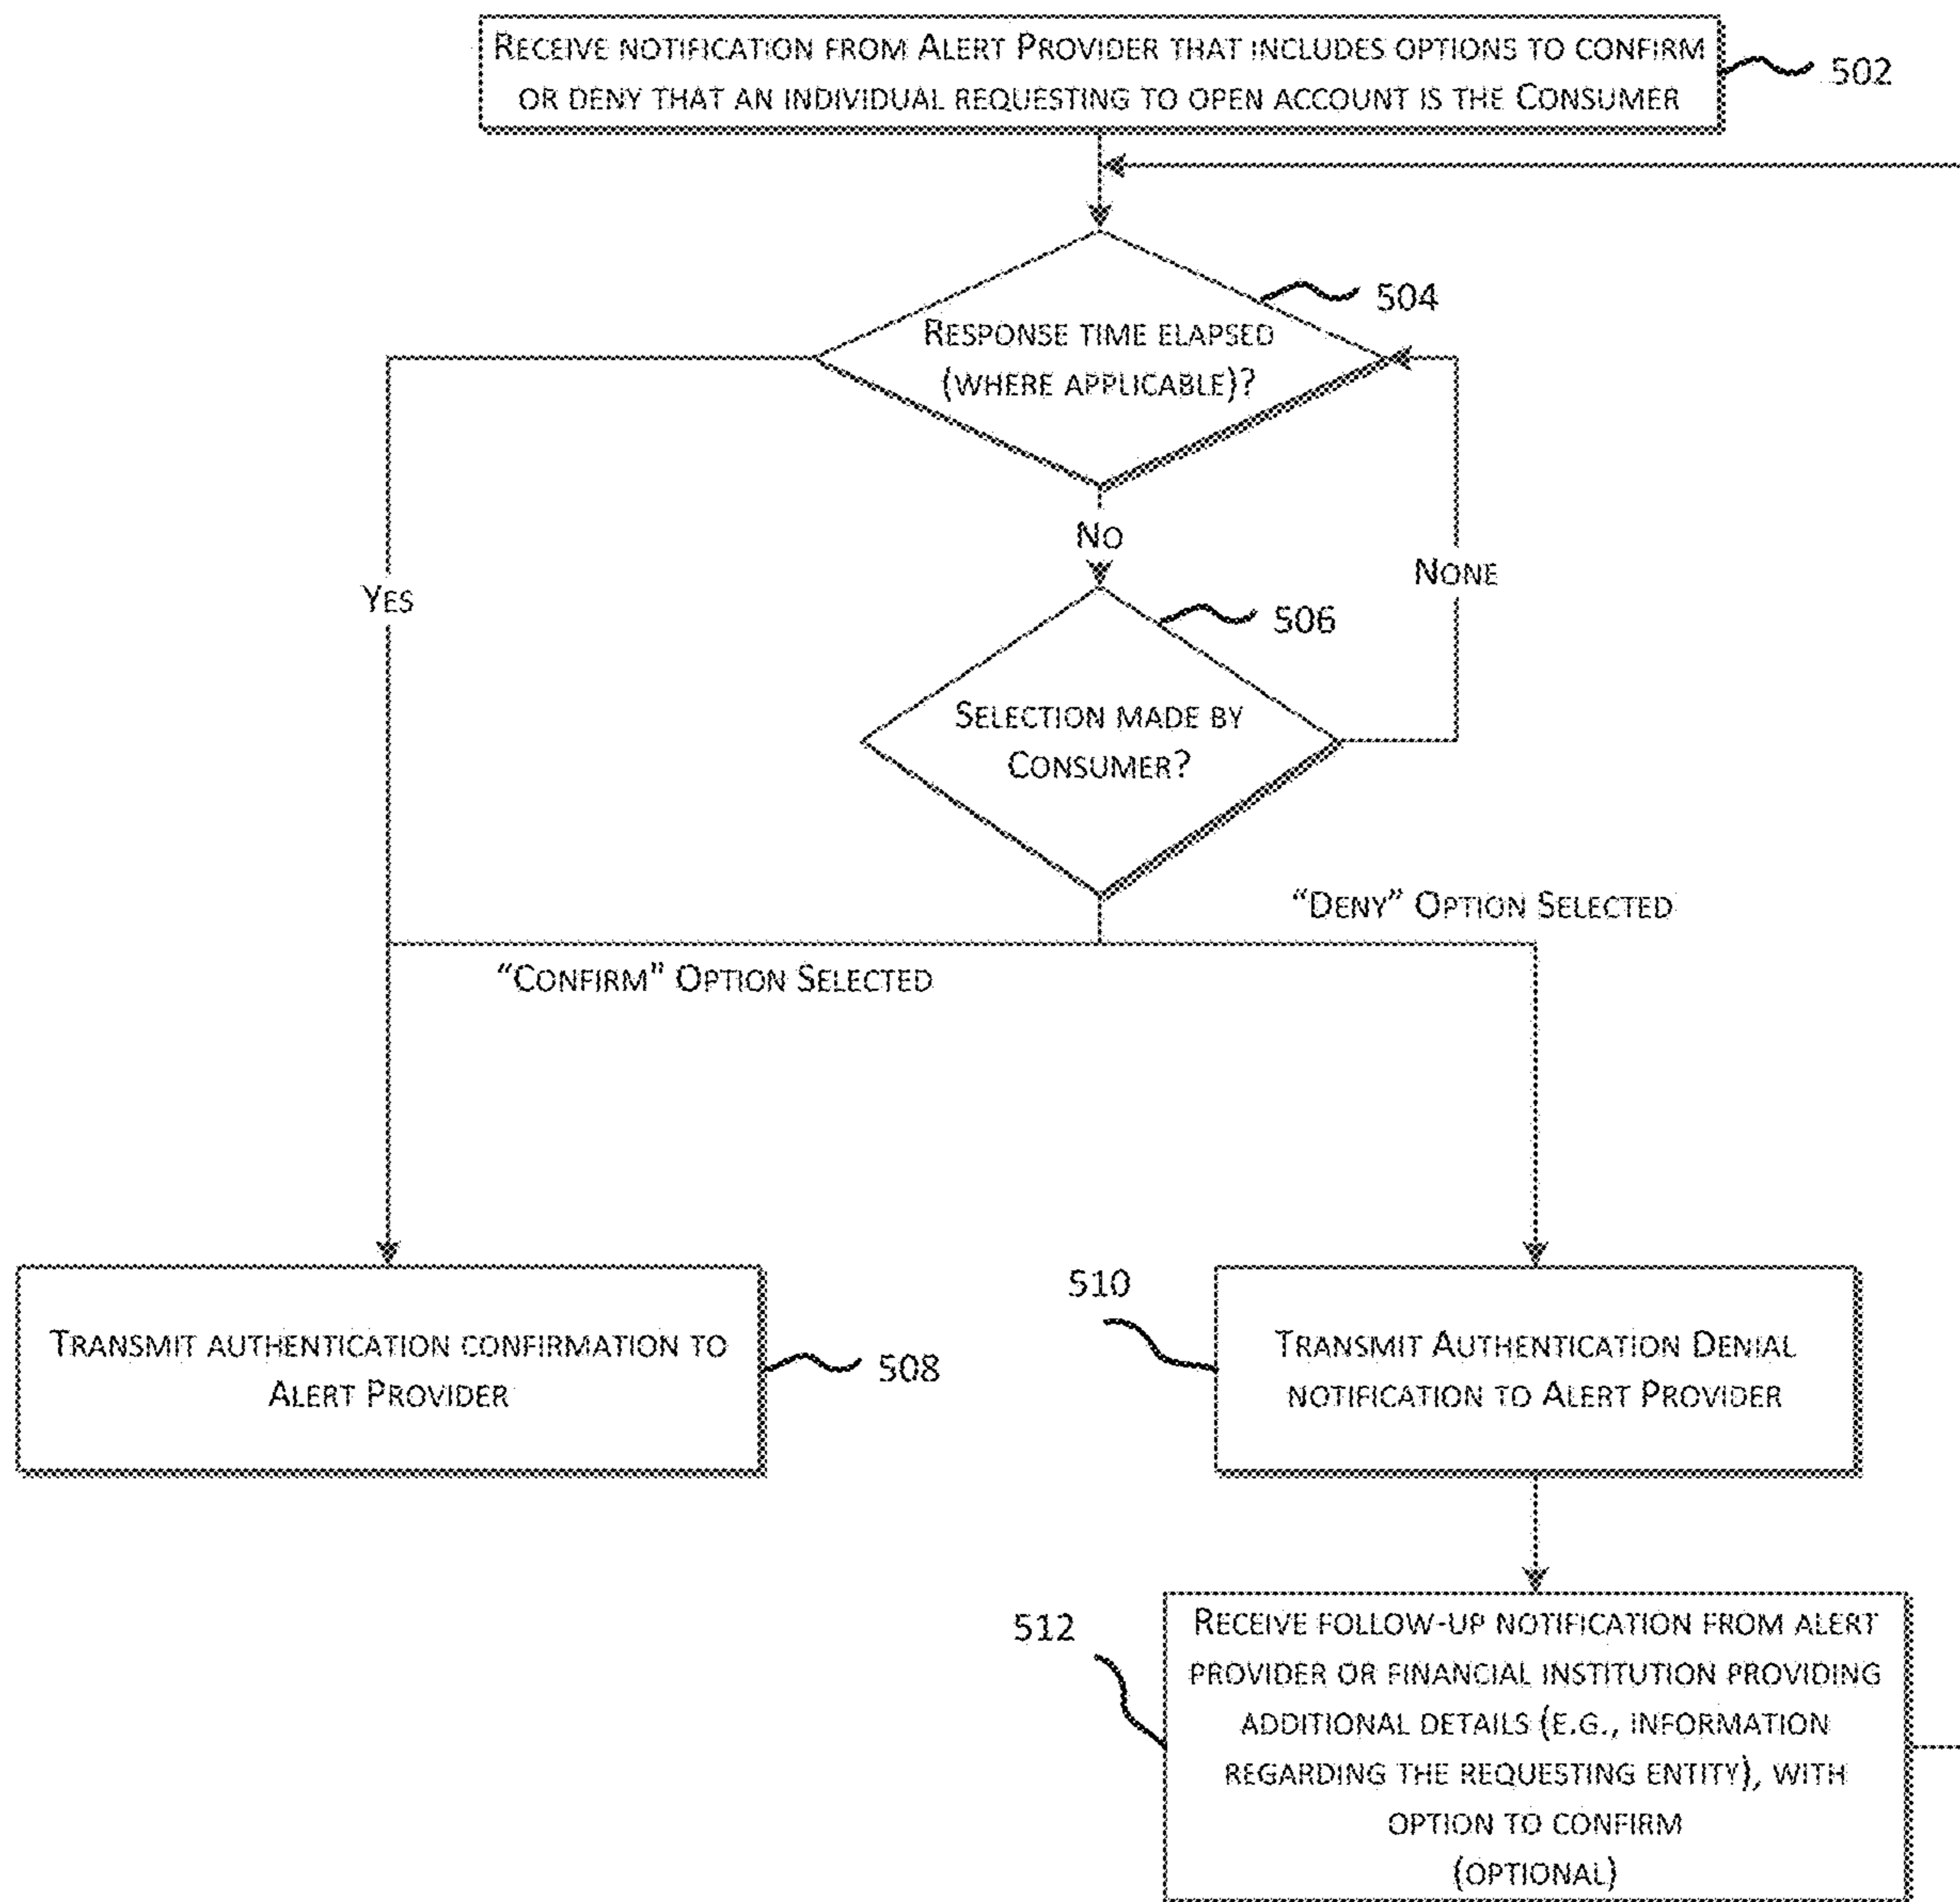 Receive notification from Alert Provider that includes options to confirm
or deny that an individual requesting to open account is the Consumer
502
504
Response time elapsed
(where applicable)?
No
None
Yes
506
Selection made by
Consumer?
“Deny” Option Selected
“Confirm” Option Selected
510
Transmit authentication confirmation to
Alert Provider
508
Transmit Authentication Denial
notification to Alert Provider
512
Receive follow-up notification from alert
provider or financial institution providing
additional details (e.g., information
regarding the requesting entity), with
option to confirm
(optional)